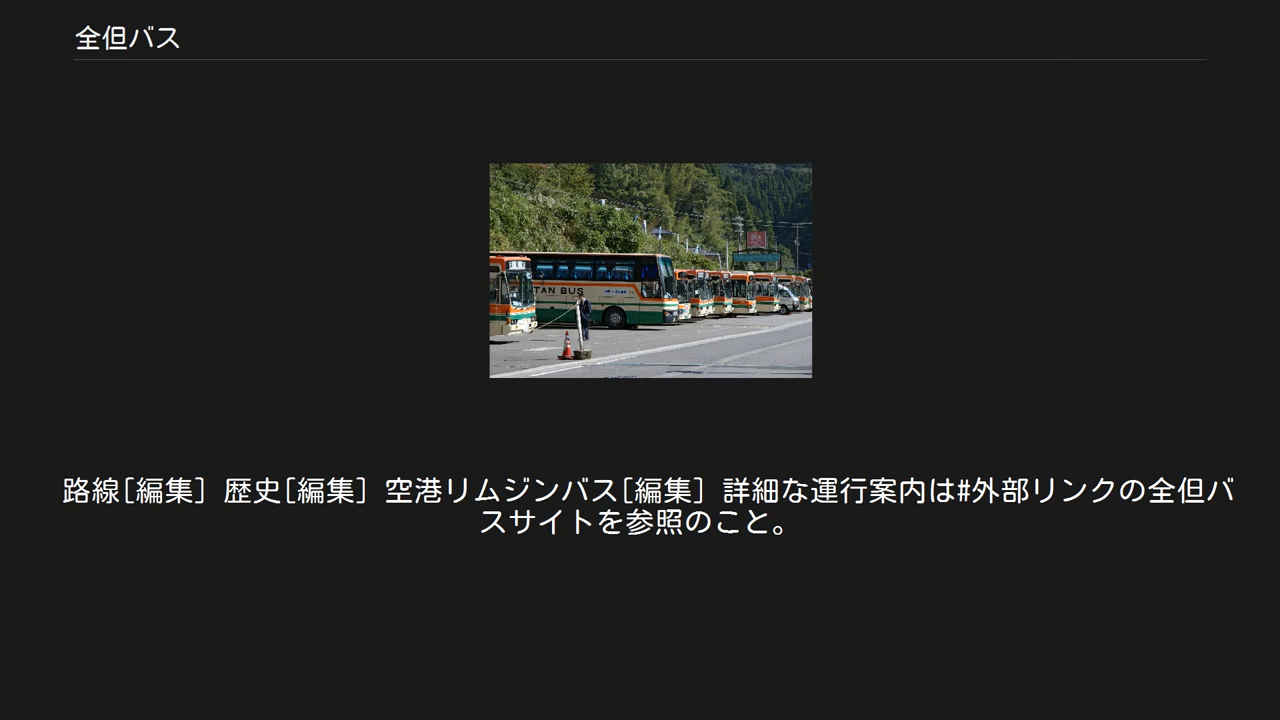 全但バス
TAN BUS
路線[編集] 歴史[編集] 空港リムジンバス[編集] 詳細な運行案内は#外部リンクの全但バ
スサイトを参照のこと。